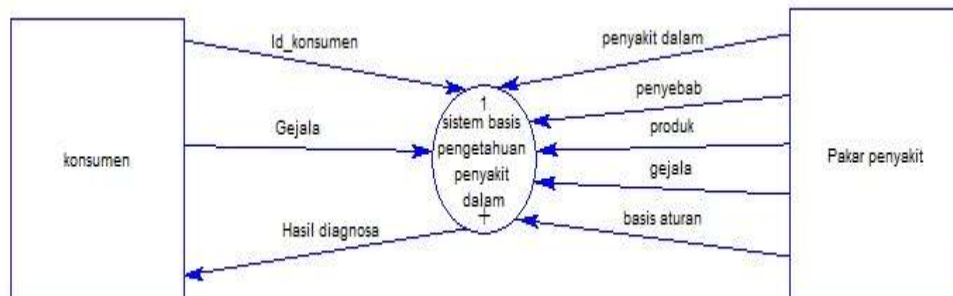 konsumen
Id_konsumen
Gejala
Hasil diagnosa
1
sistem basis
pengetahuan
penyakit
dalam
+
penyakit dalam
penyebab
produk
gejala
basis aturan
Pakar penyakit